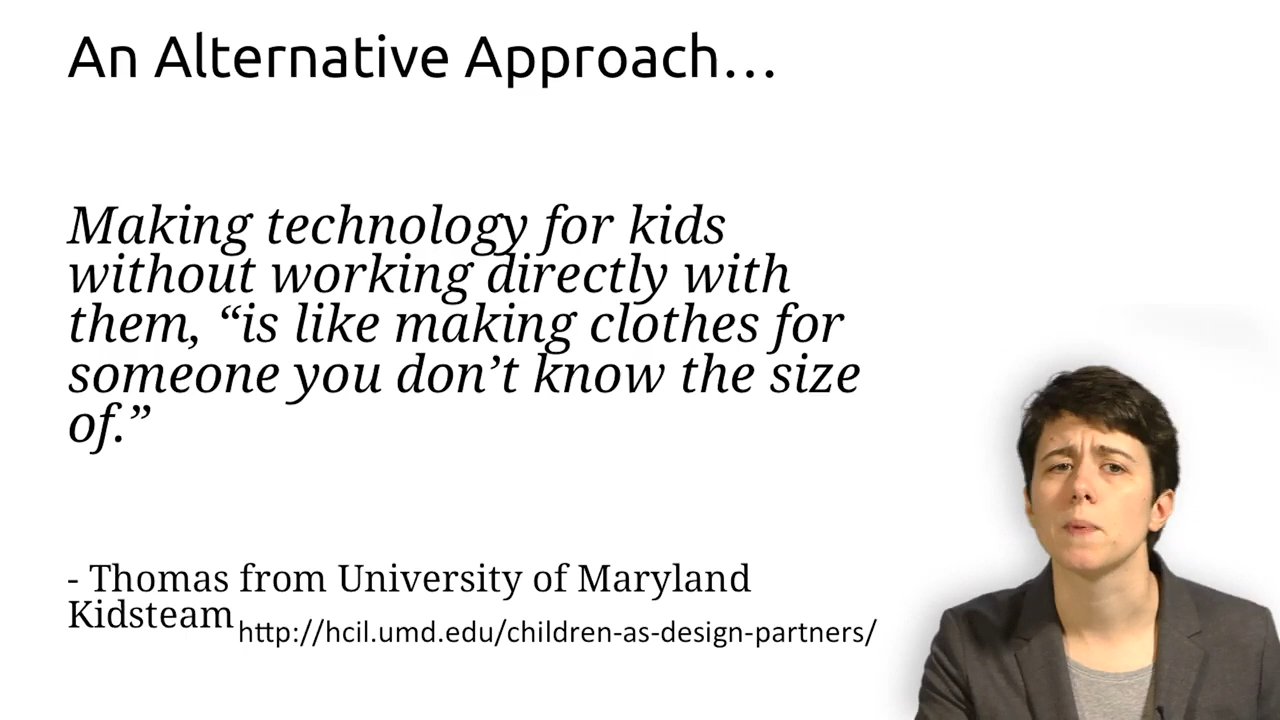 An Alternative Approach…
Making technology for kids
without working directly with
them, “is like making clothes for
someone you don’t know the size
of.”
- Thomas from University of Maryland
Kidsteam
http://hcil.umd.edu/children-as-design-partners/